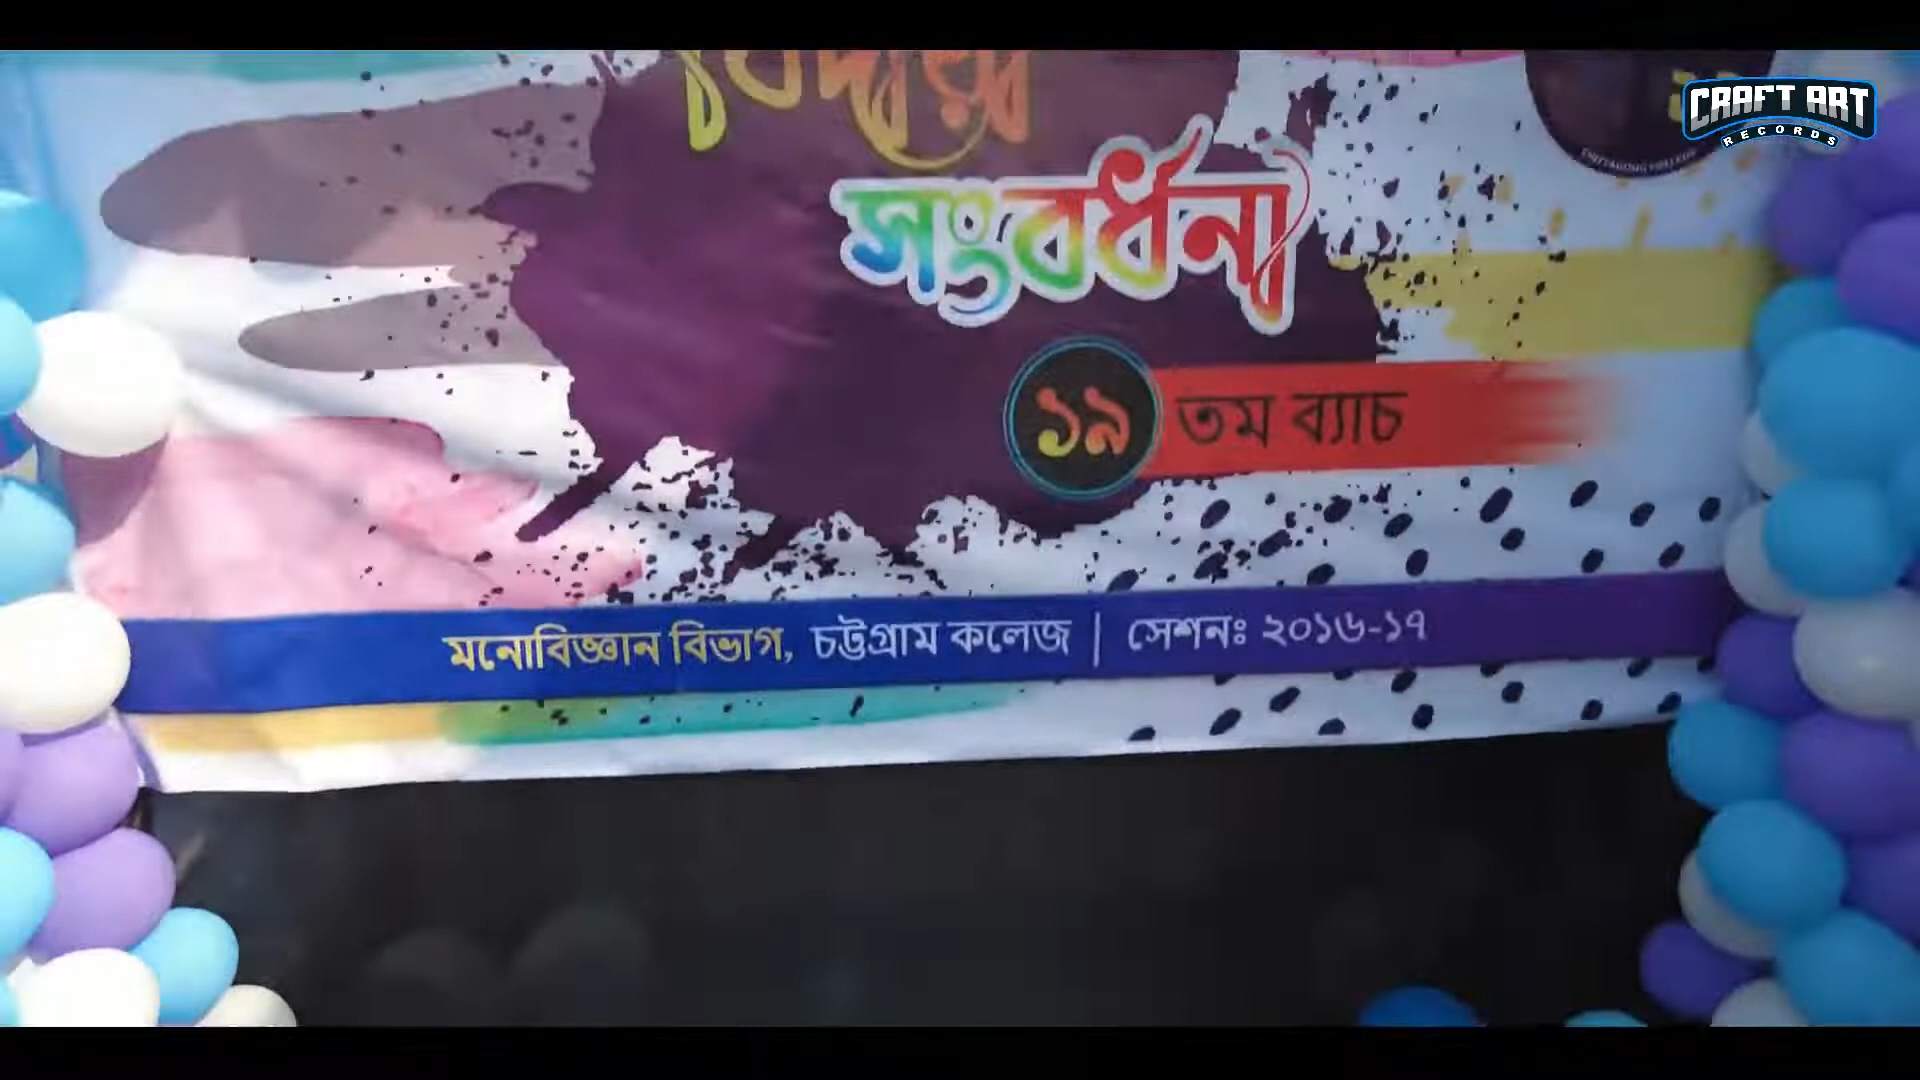 বিদায়
CRAFT ART
RECORDS
সংবর্ধনা
১৯ তম ব্যাচ
মনোবিজ্ঞান বিভাগ, চট্টগ্রাম কলেজ | সেশনঃ ২০১৬-১৭